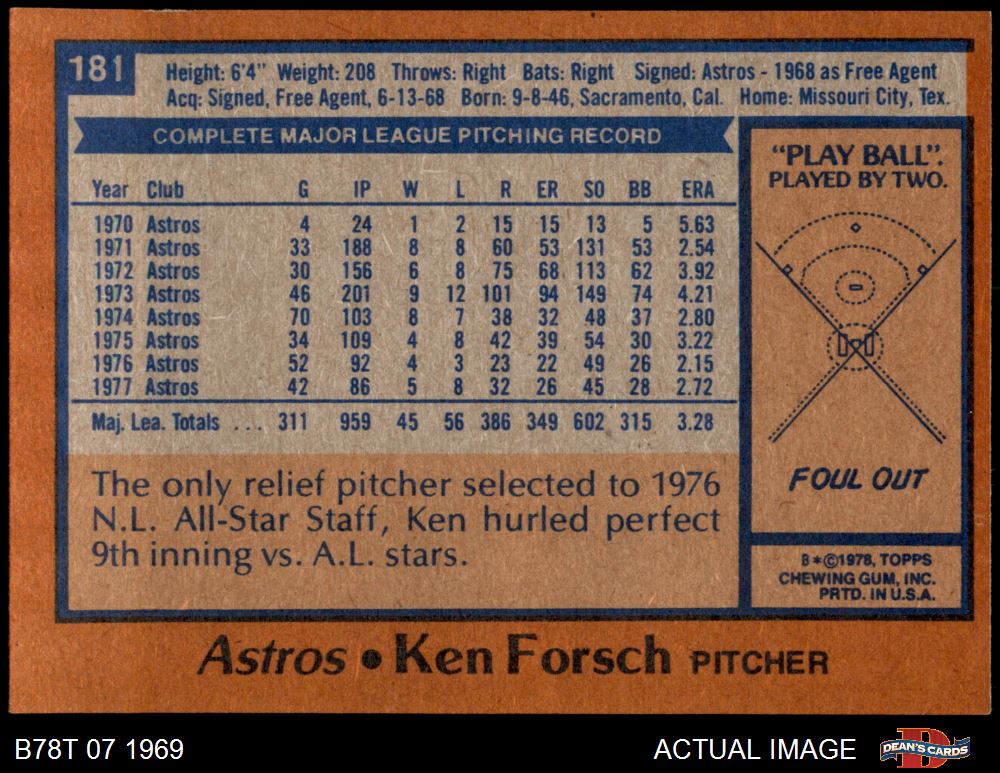 181
Height: 6'4" Weight: 208 Throws: Right Bats: Right Signed: Astros - 1968 as Free Agent
Acq: Signed, Free Agent, 6-13-68 Born: 9-8-46, Sacramento, Cal. Home: Missouri City, Tex.
COMPLETE MAJOR LEAGUE PITCHING RECORD
Year Club G IP W L R ER SO BB ERA
1970 Astros 4 24 1 2 15 15 13 5 5.63
1971 Astros 33 188 8 8 60 53 131 53 2.54
1972 Astros 30 156 6 8 75 68 113 62 3.92
1973 Astros 46 201 9 12 101 94 149 74 4.21
1974 Astros 70 103 8 7 38 32 48 37 2.80
1975 Astros 34 109 4 8 42 39 54 30 3.22
1976 Astros 52 92 4 3 23 22 49 26 2.15
1977 Astros 42 86 5 8 32 26 45 28 2.72
Maj. Lea. Totals ... 311 959 45 56 386 349 602 315 3.28
The only relief pitcher selected to 1976
N.L. All-Star Staff, Ken hurled perfect
9th inning vs. A.L. stars.
"PLAY BALL".
PLAYED BY TWO.
FOUL OUT
B*©1978, TOPPS
CHEWING GUM, INC.
PRTD. IN U.S.A.
Astros • Ken Forsch PITCHER
B78T 07 1969
ACTUAL IMAGE
DEAN'S CARDS